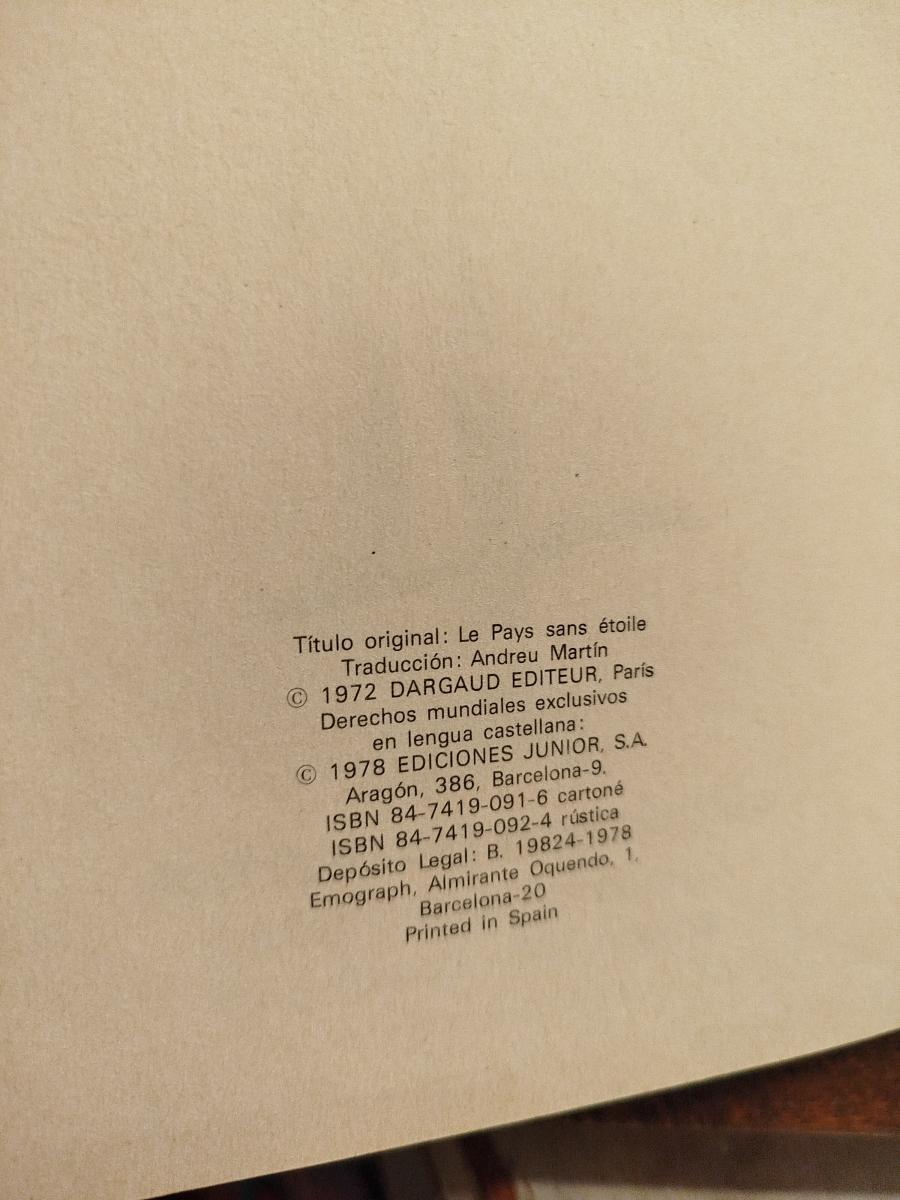 Título original: Le Pays sans étoile
Traducción: Andreu Martín
© 1972 DARGAUD EDITEUR, París
Derechos mundiales exclusivos
en lengua castellana:
© 1978 EDICIONES JUNIOR, S.A.
Aragón, 386, Barcelona-9.
ISBN 84-7419-091-6 cartoné
ISBN 84-7419-092-4 rústica
Depósito Legal: B. 19824-1978
Emograph, Almirante Oquendo, 1.
Barcelona-20
Printed in Spain